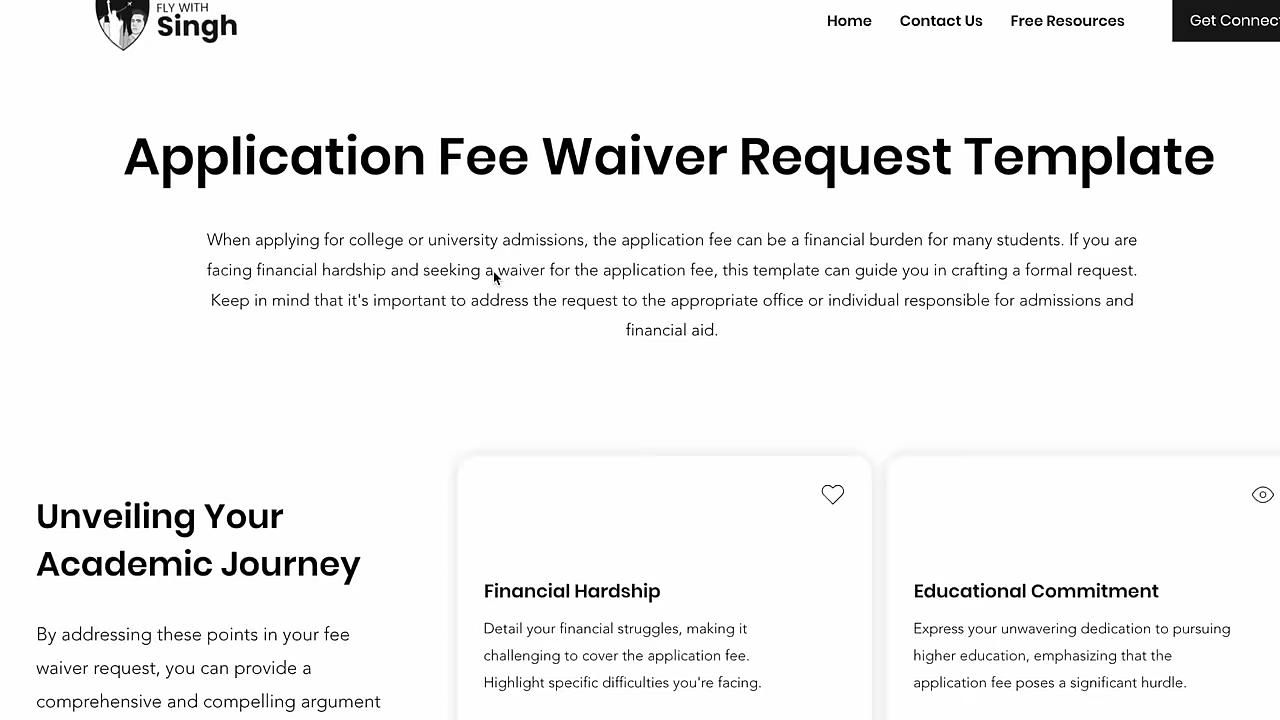 FLY WITH
Singh
Home Contact Us Free Resources Get Connec
Application Fee Waiver Request Template
When applying for college or university admissions, the application fee can be a financial burden for many students. If you are
facing financial hardship and seeking a waiver for the application fee, this template can guide you in crafting a formal request.
Keep in mind that it's important to address the request to the appropriate office or individual responsible for admissions and
financial aid.
Unveiling Your
Academic Journey
By addressing these points in your fee
waiver request, you can provide a
comprehensive and compelling argument
Financial Hardship
Detail your financial struggles, making it
challenging to cover the application fee.
Highlight specific difficulties you're facing.
Educational Commitment
Express your unwavering dedication to pursuing
higher education, emphasizing that the
application fee poses a significant hurdle.